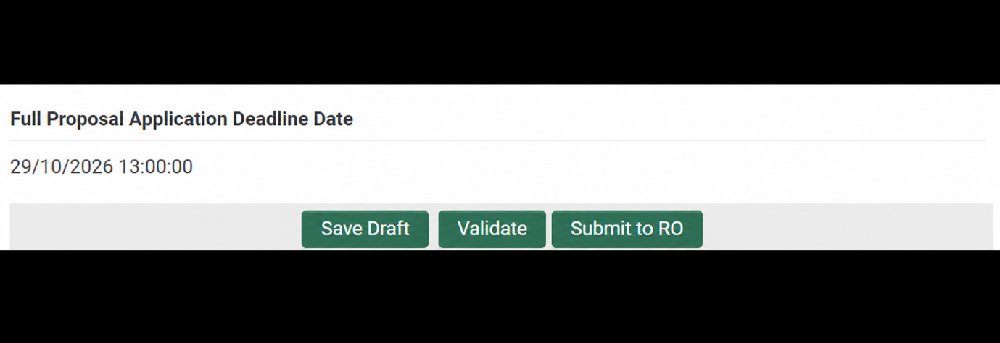 Full Proposal Application Deadline Date
29/10/2026 13:00:00
Save Draft Validate Submit to RO